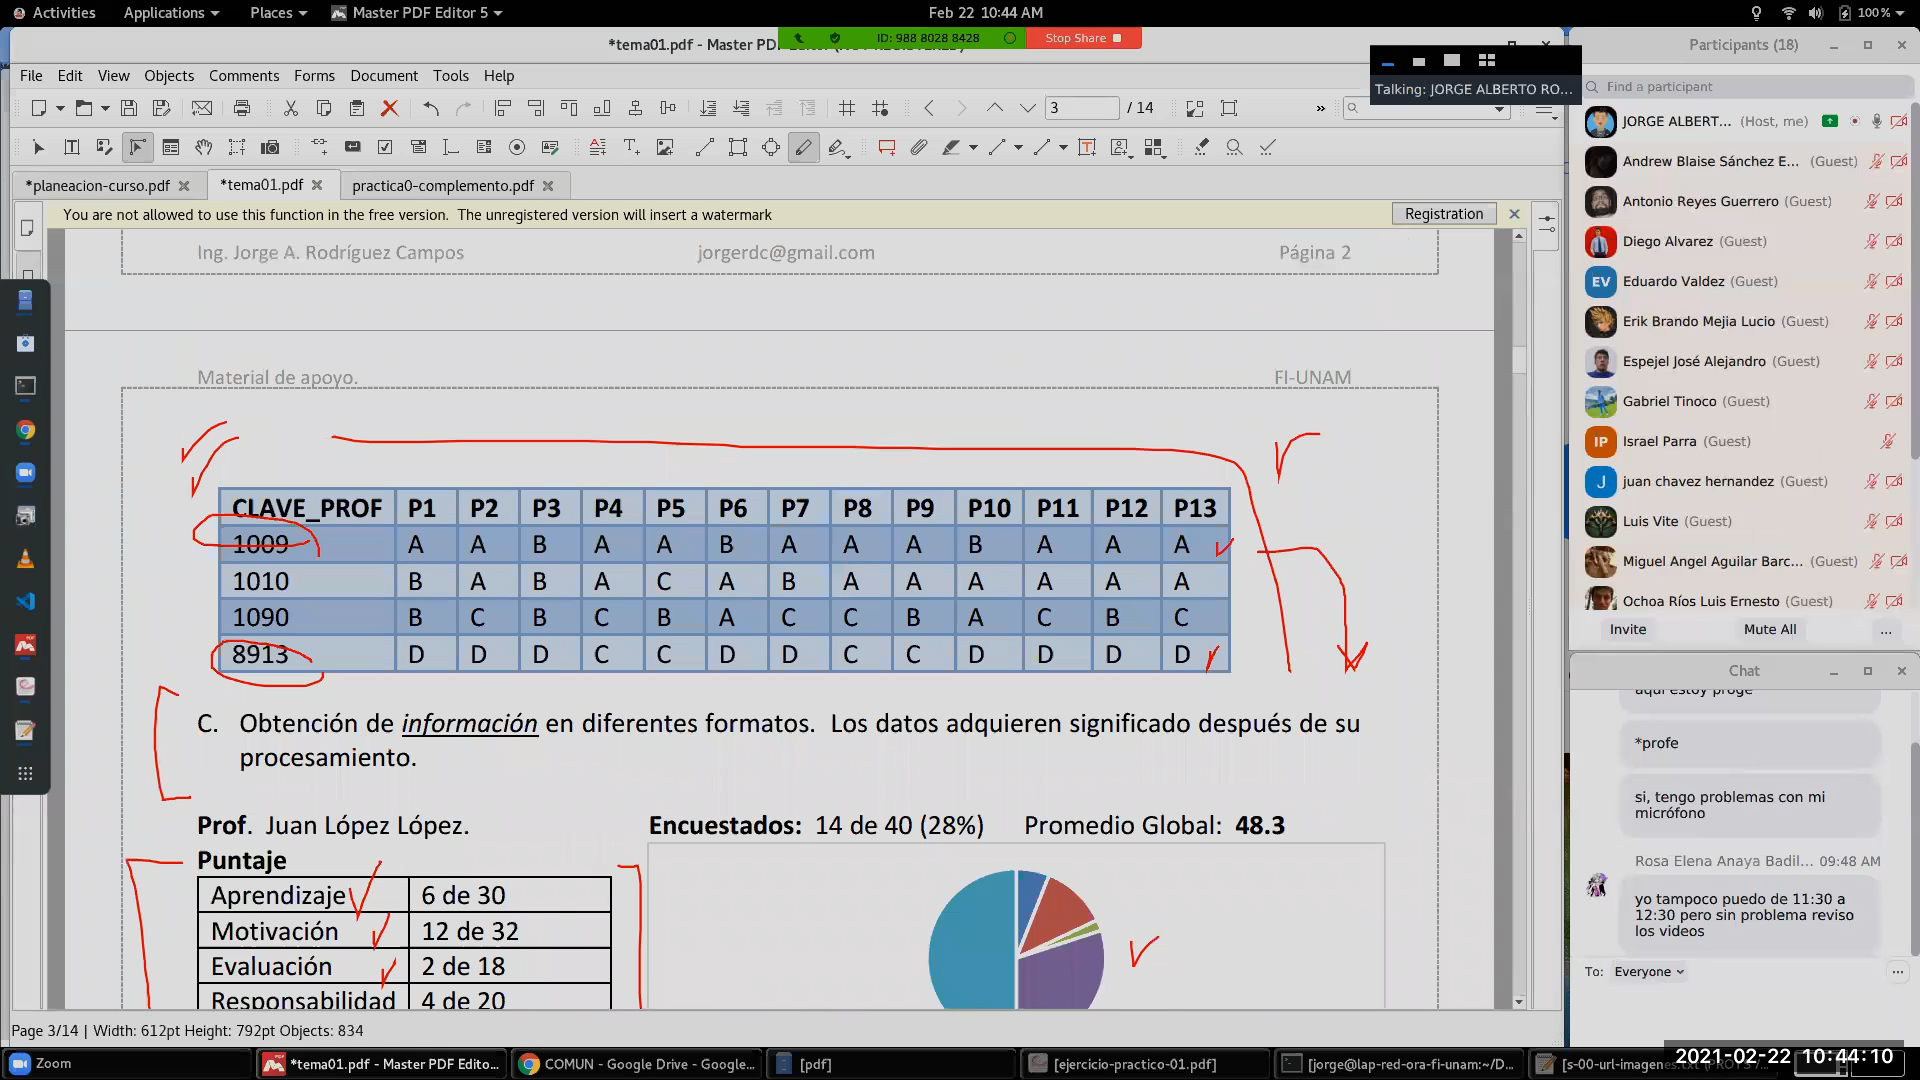 Activities Applications Places Master PDF Editor 5 Feb 22 10:44 AM 100%
*tema01.pdf - Master PD
ID: 988 8028 8428 Stop Share
Talking: JORGE ALBERTO RO...
File Edit View Objects Comments Forms Document Tools Help
3 / 14
*planeacion-curso.pdf *tema01.pdf practica0-complemento.pdf
You are not allowed to use this function in the free version. The unregistered version will insert a watermark Registration
Ing. Jorge A. Rodríguez Campos jorgerdc@gmail.com Página 2
Material de apoyo. FI-UNAM
CLAVE_PROF P1 P2 P3 P4 P5 P6 P7 P8 P9 P10 P11 P12 P13
1009 A A B A A B A A A B A A A
1010 B A B A C A B A A A A A A
1090 B C B C B A C C B A C B C
8913 D D D C C D D C C D D D D
C. Obtención de información en diferentes formatos. Los datos adquieren significado después de su
procesamiento.
Prof. Juan López López. Encuestados: 14 de 40 (28%) Promedio Global: 48.3
Puntaje
Aprendizaje 6 de 30
Motivación 12 de 32
Evaluación 2 de 18
Responsabilidad 4 de 20
Page 3/14 | Width: 612pt Height: 792pt Objects: 834
Participants (18)
Find a participant
JORGE ALBERT... (Host, me)
Andrew Blaise Sánchez E... (Guest)
Antonio Reyes Guerrero (Guest)
Diego Alvarez (Guest)
EV Eduardo Valdez (Guest)
Erik Brando Mejia Lucio (Guest)
Espejel José Alejandro (Guest)
Gabriel Tinoco (Guest)
IP Israel Parra (Guest)
J juan chavez hernandez (Guest)
Luis Vite (Guest)
Miguel Angel Aguilar Barc... (Guest)
Ochoa Ríos Luis Ernesto (Guest)
Invite Mute All ...
Chat
aqui estoy proge
*profe
si, tengo problemas con mi
micrófono
Rosa Elena Anaya Badil... 09:48 AM
yo tampoco puedo de 11:30 a
12:30 pero sin problema reviso
los videos
To: Everyone
Zoom *tema01.pdf - Master PDF Edito... COMUN - Google Drive - Google... [pdf] [ejercicio-practico-01.pdf] [jorge@lap-red-ora-fi-unam:~/D... [s-00-url-imagenes.txt
2021-02-22 10:44:10